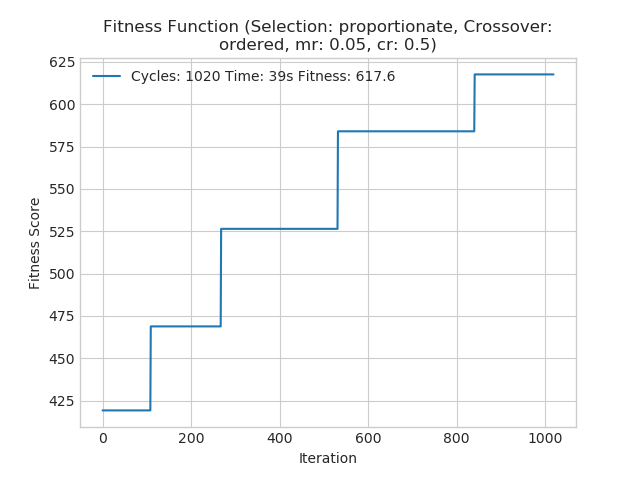 Fitness Function (Selection: proportionate, Crossover:
ordered, mr: 0.05, cr: 0.5)
Cycles: 1020 Time: 39s Fitness: 617.6
625
600
575
550
525
500
475
450
425
Fitness Score
0 200 400 600 800 1000
Iteration